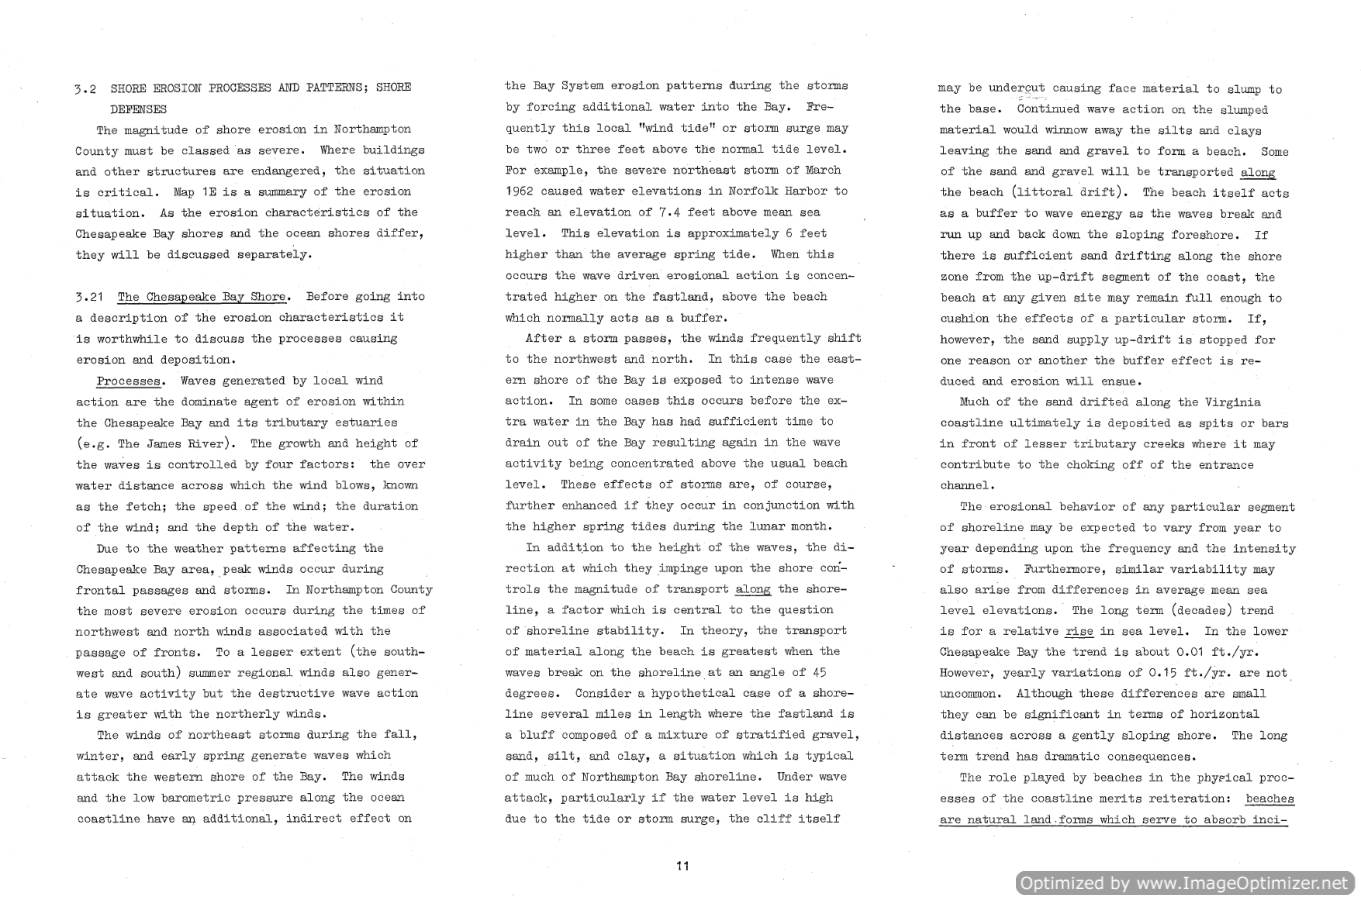 3.2 SHORE EROSION PROCESSES AND PATTERNS; SHORE
DEFENSES
The magnitude of shore erosion in Northampton
County must be classed as severe. Where buildings
and other structures are endangered, the situation
is critical. Map 1E is a summary of the erosion
situation. As the erosion characteristics of the
Chesapeake Bay shores and the ocean shores differ,
they will be discussed separately.
3.21 The Chesapeake Bay Shore. Before going into
a description of the erosion characteristics it
is worthwhile to discuss the processes causing
erosion and deposition.
Processes. Waves generated by local wind
action are the dominate agent of erosion within
the Chesapeake Bay and its tributary estuaries
(e.g. The James River). The growth and height of
the waves is controlled by four factors: the over
water distance across which the wind blows, known
as the fetch; the speed of the wind; the duration
of the wind; and the depth of the water.
Due to the weather patterns affecting the
Chesapeake Bay area, peak winds occur during
frontal passages and storms. In Northampton County
the most severe erosion occurs during the times of
northwest and north winds associated with the
passage of fronts. To a lesser extent (the south-
west and south) summer regional winds also gener-
ate wave activity but the destructive wave action
is greater with the northerly winds.
The winds of northeast storms during the fall,
winter, and early spring generate waves which
attack the western shore of the Bay. The winds
and the low barometric pressure along the ocean
coastline have an additional, indirect effect on
the Bay System erosion patterns during the storms
by forcing additional water into the Bay. Fre-
quently this local "wind tide" or storm surge may
be two or three feet above the normal tide level.
For example, the severe northeast storm of March
1962 caused water elevations in Norfolk Harbor to
reach an elevation of 7.4 feet above mean sea
level. This elevation is approximately 6 feet
higher than the average spring tide. When this
occurs the wave driven erosional action is concen-
trated higher on the fastland, above the beach
which normally acts as a buffer.
After a storm passes, the winds frequently shift
to the northwest and north. In this case the east-
ern shore of the Bay is exposed to intense wave
action. In some cases this occurs before the ex-
tra water in the Bay has had sufficient time to
drain out of the Bay resulting again in the wave
activity being concentrated above the usual beach
level. These effects of storms are, of course,
further enhanced if they occur in conjunction with
the higher spring tides during the lunar month.
In addition to the height of the waves, the di-
rection at which they impinge upon the shore con-
trols the magnitude of transport along the shore-
line, a factor which is central to the question
of shoreline stability. In theory, the transport
of material along the beach is greatest when the
waves break on the shoreline at an angle of 45
degrees. Consider a hypothetical case of a shore-
line several miles in length where the fastland is
a bluff composed of a mixture of stratified gravel,
sand, silt, and clay, a situation which is typical
of much of Northampton Bay shoreline. Under wave
attack, particularly if the water level is high
due to the tide or storm surge, the cliff itself
may be undercut causing face material to slump to
the base. Continued wave action on the slumped
material would winnow away the silts and clays
leaving the sand and gravel to form a beach. Some
of the sand and gravel will be transported along
the beach (littoral drift). The beach itself acts
as a buffer to wave energy as the waves break and
run up and back down the sloping foreshore. If
there is sufficient sand drifting along the shore
zone from the up-drift segment of the coast, the
beach at any given site may remain full enough to
cushion the effects of a particular storm. If,
however, the sand supply up-drift is stopped for
one reason or another the buffer effect is re-
duced and erosion will ensue.
Much of the sand drifted along the Virginia
coastline ultimately is deposited as spits or bars
in front of lesser tributary creeks where it may
contribute to the choking off of the entrance
channel.
The erosional behavior of any particular segment
of shoreline may be expected to vary from year to
year depending upon the frequency and the intensity
of storms. Furthermore, similar variability may
also arise from differences in average mean sea
level elevations. The long term (decades) trend
is for a relative rise in sea level. In the lower
Chesapeake Bay the trend is about 0.01 ft./yr.
However, yearly variations of 0.15 ft./yr. are not
uncommon. Although these differences are small
they can be significant in terms of horizontal
distances across a gently sloping shore. The long
term trend has dramatic consequences.
The role played by beaches in the physical proc-
esses of the coastline merits reiteration: beaches
are natural land forms which serve to absorb inci-
11
Optimized by www.ImageOptimizer.net